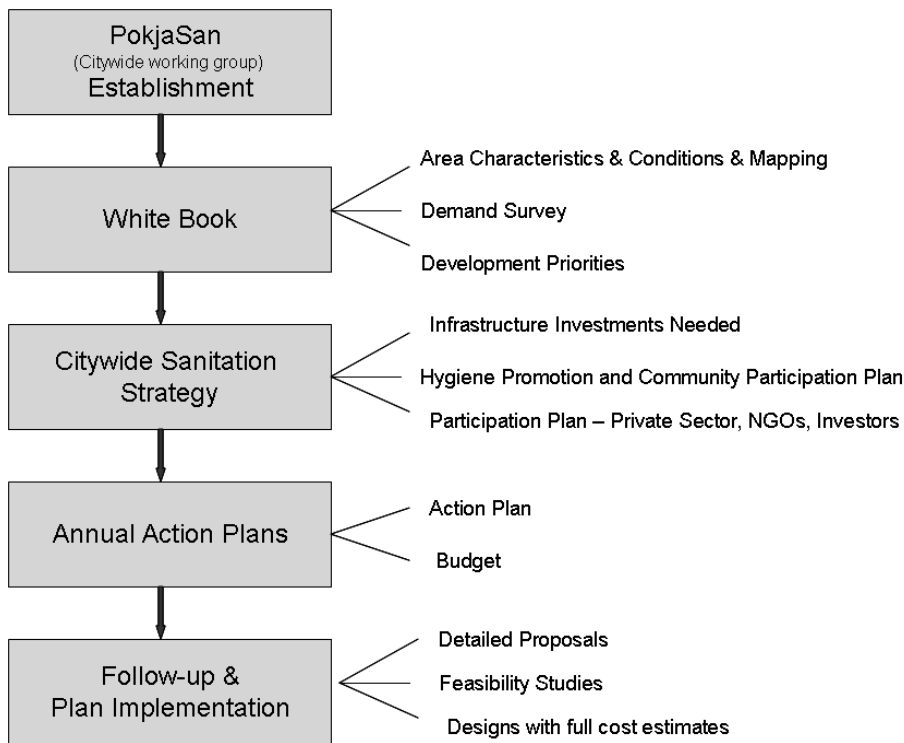 PokjaSan
(Citywide working group)
Establishment
White Book
Area Characteristics & Conditions & Mapping
Demand Survey
Development Priorities
Citywide Sanitation
Strategy
Infrastructure Investments Needed
Hygiene Promotion and Community Participation Plan
Participation Plan – Private Sector, NGOs, Investors
Annual Action Plans
Action Plan
Budget
Follow-up &
Plan Implementation
Detailed Proposals
Feasibility Studies
Designs with full cost estimates